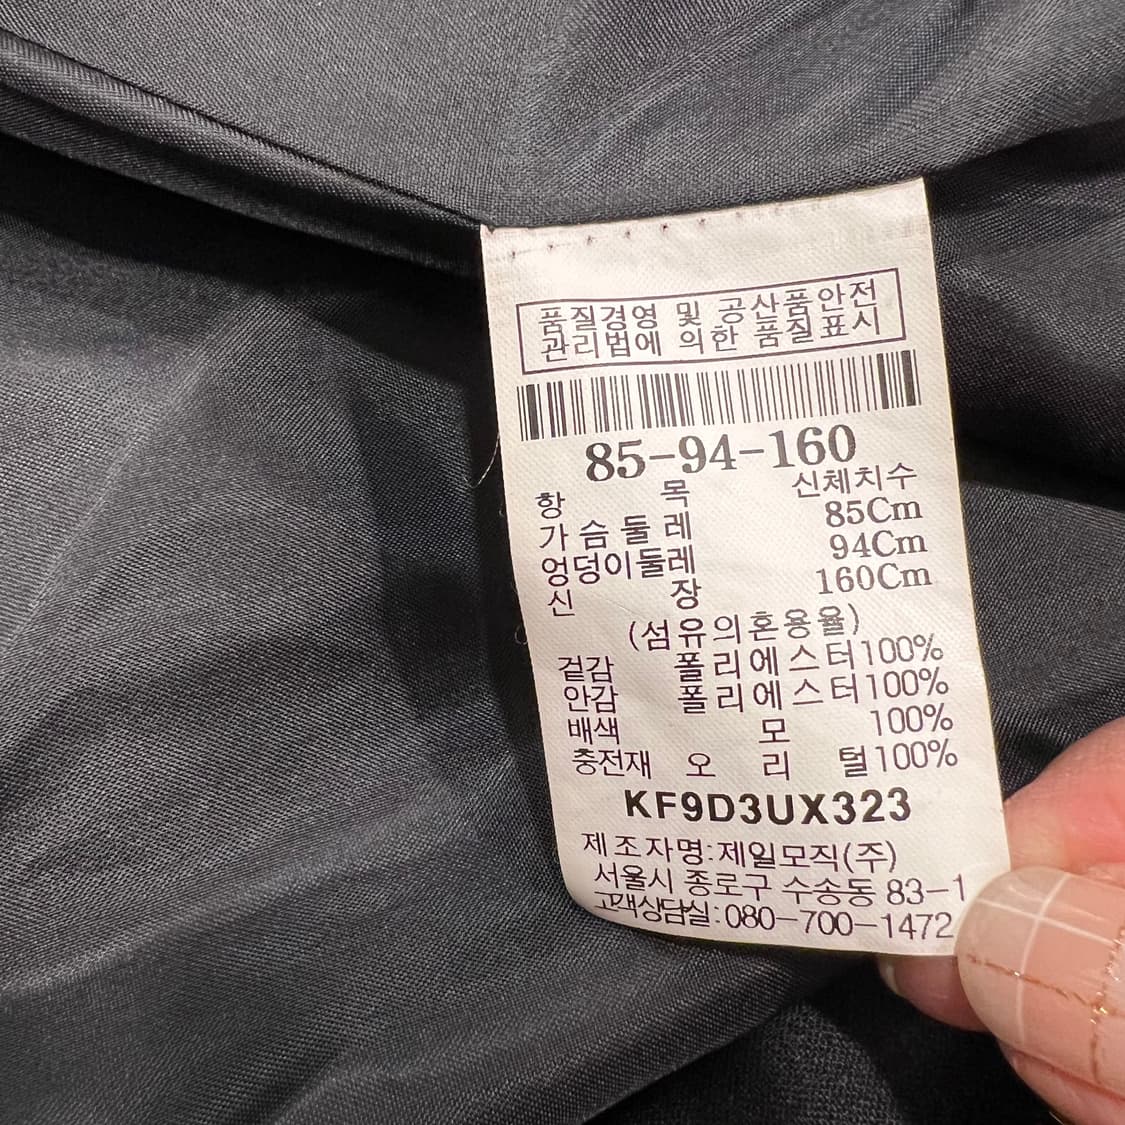 품질경영 및 공산품안전
관리법에 의한 품질표시
85-94-160
항 목 신체치수
가슴둘레 85Cm
엉덩이둘레 94Cm
신 장 160Cm
(섬유의혼용율)
겉감 폴리에스터100%
안감 폴리에스터100%
배색 모 100%
충전재 오 리 털100%
KF9D3UX323
제조자명:제일모직(주)
서울시 종로구 수송동 83-1
고객상담실:080-700-1472